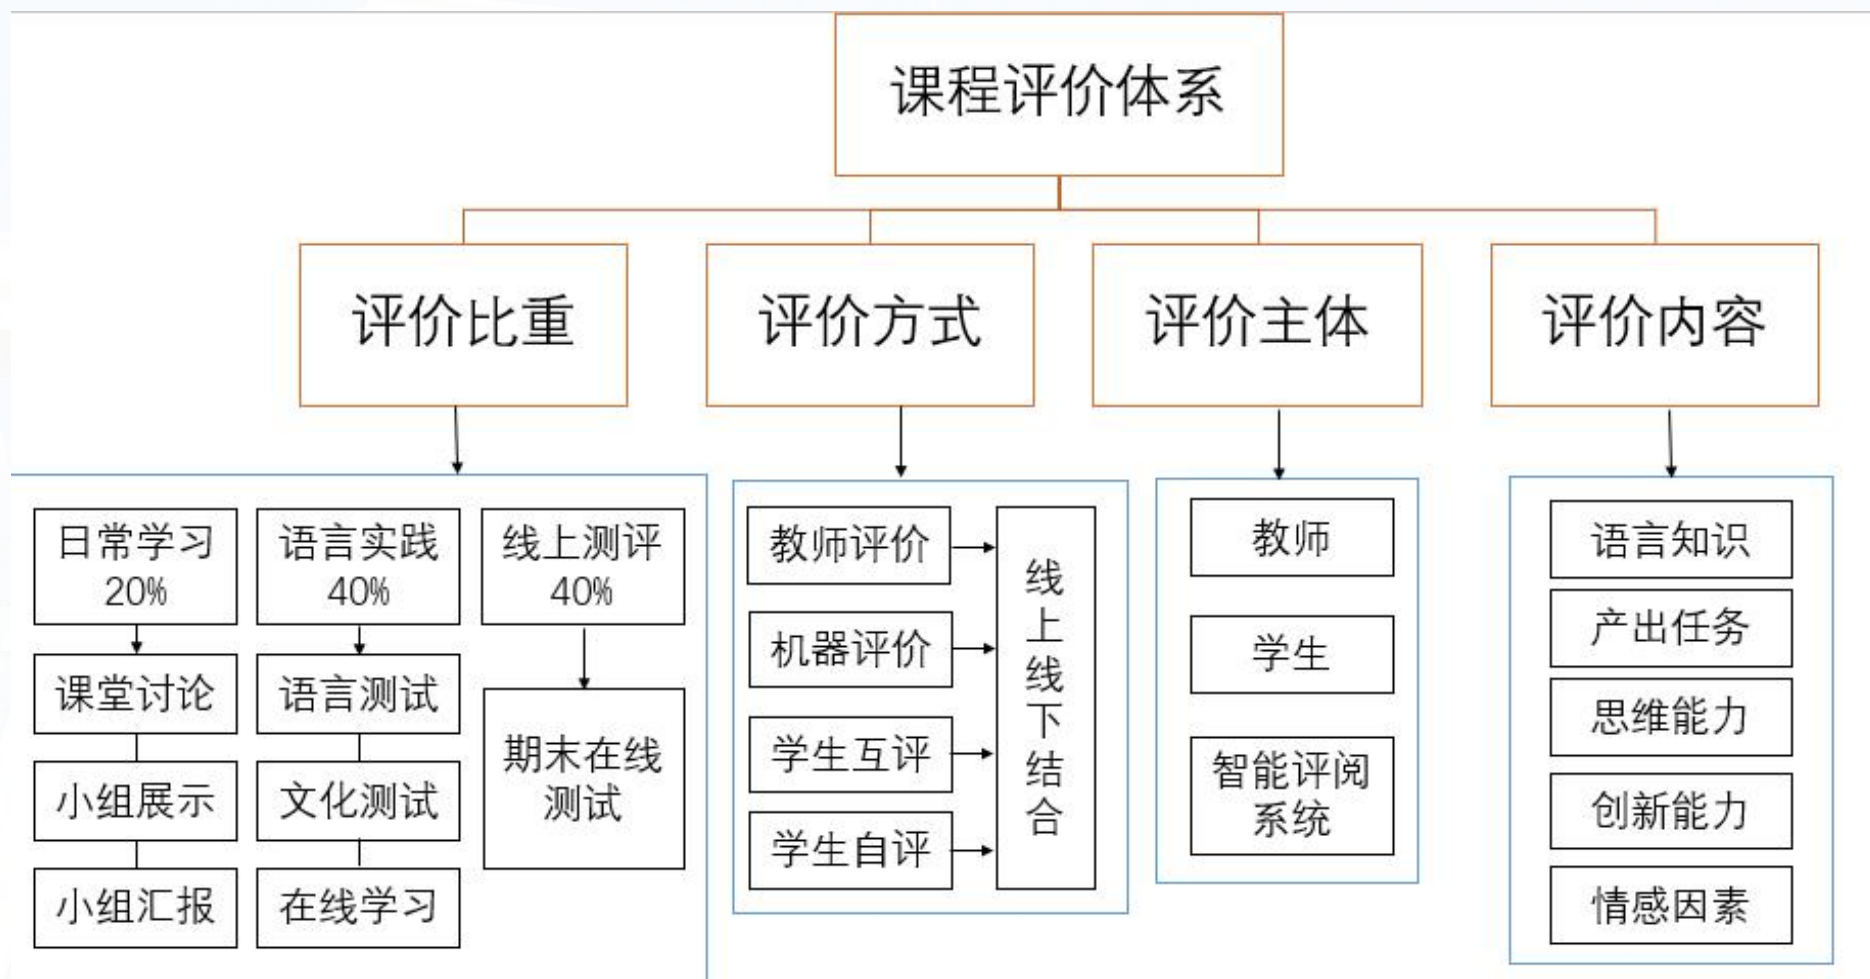 课程评价体系
评价比重
评价方式
评价主体
评价内容
日常学习
20%
课堂讨论
小组展示
小组汇报
语言实践
40%
语言测试
文化测试
在线学习
线上测评
40%
期末在线
测试
教师评价
机器评价
学生互评
学生自评
线上线下结合
教师
学生
智能评阅
系统
语言知识
产出任务
思维能力
创新能力
情感因素